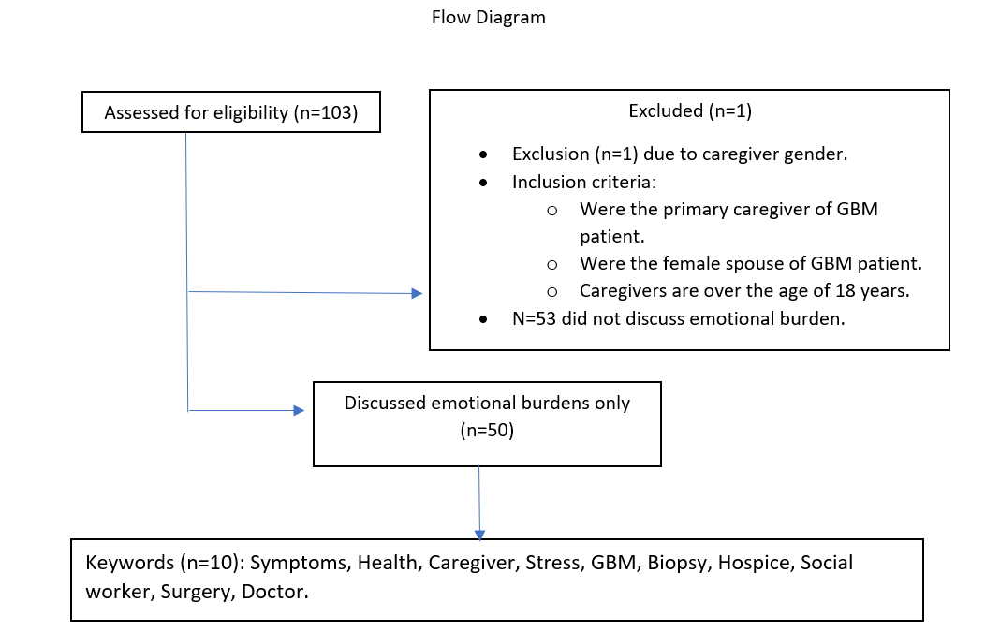 Flow Diagram
Assessed for eligibility (n=103)
Excluded (n=1)
• Exclusion (n=1) due to caregiver gender.
• Inclusion criteria:
o Were the primary caregiver of GBM
patient.
o Were the female spouse of GBM patient.
o Caregivers are over the age of 18 years.
• N=53 did not discuss emotional burden.
Discussed emotional burdens only
(n=50)
Keywords (n=10): Symptoms, Health, Caregiver, Stress, GBM, Biopsy, Hospice, Social
worker, Surgery, Doctor.